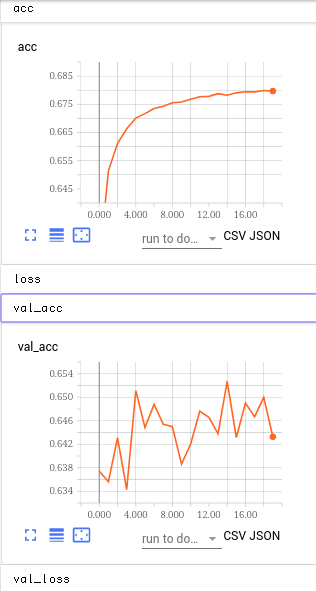 acc
acc
0.685
0.675
0.665
0.655
0.645
0.000 4.000 8.000 12.00 16.00
run to do... CSV JSON
loss
val_acc
val_acc
0.654
0.650
0.646
0.642
0.638
0.634
0.000 4.000 8.000 12.00 16.00
run to do... CSV JSON
val_loss